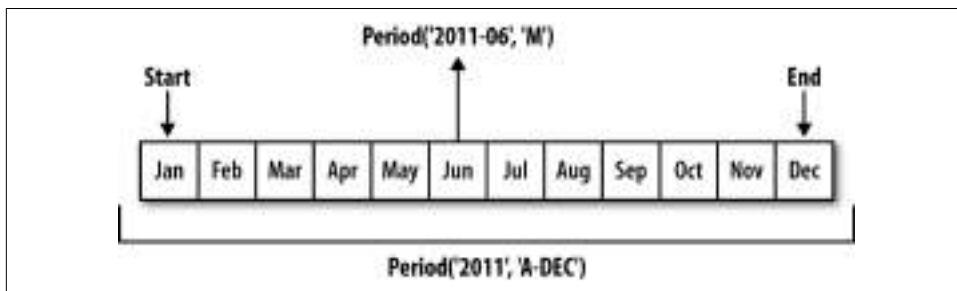 Period('2011-06', 'M')
Start End
Jan Feb Mar Apr May Jun Jul Aug Sep Oct Nov Dec
Period('2011', 'A-DEC')